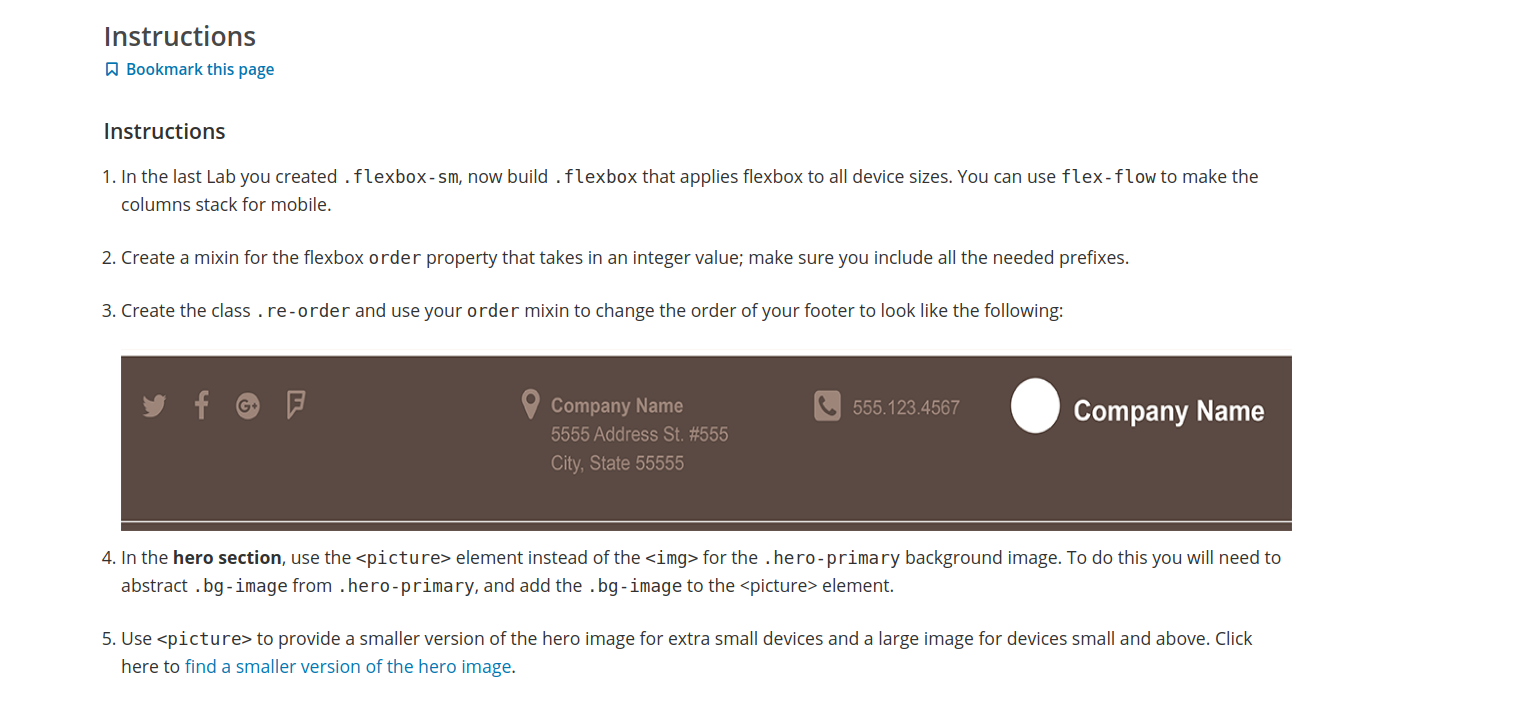 Instructions
Bookmark this page
Instructions
1. In the last Lab you created .flexbox-sm, now build .flexbox that applies flexbox to all device sizes. You can use flex-flow to make the
columns stack for mobile.
2. Create a mixin for the flexbox order property that takes in an integer value; make sure you include all the needed prefixes.
3. Create the class .re-order and use your order mixin to change the order of your footer to look like the following:
Company Name
5555 Address St. #555
City, State 55555
555.123.4567
Company Name
4. In the hero section, use the <picture> element instead of the <img> for the .hero-primary background image. To do this you will need to
abstract .bg-image from .hero-primary, and add the .bg-image to the <picture> element.
5. Use <picture> to provide a smaller version of the hero image for extra small devices and a large image for devices small and above. Click
here to find a smaller version of the hero image.